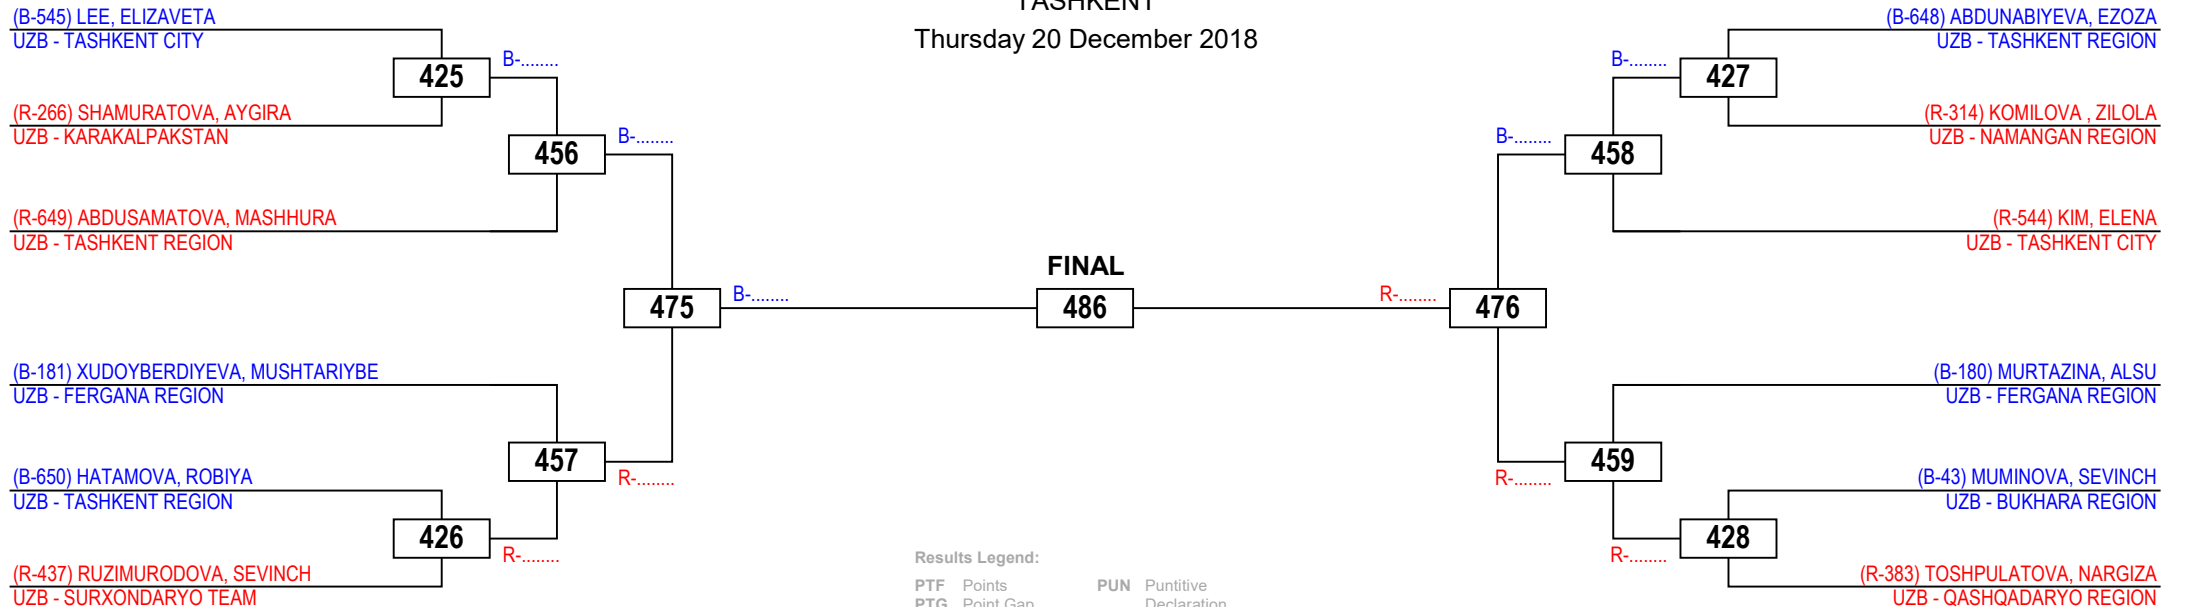 TASHKENT
Thursday 20 December 2018
(B-545) LEE, ELIZAVETA
UZB - TASHKENT CITY
425
B-........
(R-266) SHAMURATOVA, AYGIRA
UZB - KARAKALPAKSTAN
456
B-........
(R-649) ABDUSAMATOVA, MASHHURA
UZB - TASHKENT REGION
475
B-........
(B-181) XUDOYBERDIYEVA, MUSHTARIYBE
UZB - FERGANA REGION
457
R-........
(B-650) HATAMOVA, ROBIYA
UZB - TASHKENT REGION
426
R-........
(R-437) RUZIMURODOVA, SEVINCH
UZB - SURXONDARYO TEAM
FINAL
486
(B-648) ABDUNABIYEVA, EZOZA
UZB - TASHKENT REGION
B-........
427
(R-314) KOMILOVA , ZILOLA
UZB - NAMANGAN REGION
B-........
458
(R-544) KIM, ELENA
UZB - TASHKENT CITY
R-........
476
(B-180) MURTAZINA, ALSU
UZB - FERGANA REGION
R-........
459
(B-43) MUMINOVA, SEVINCH
UZB - BUKHARA REGION
R-........
428
(R-383) TOSHPULATOVA, NARGIZA
UZB - QASHQADARYO REGION
Results Legend:
PTF Points PUN Puntitive
PTG Point Gap Declaration